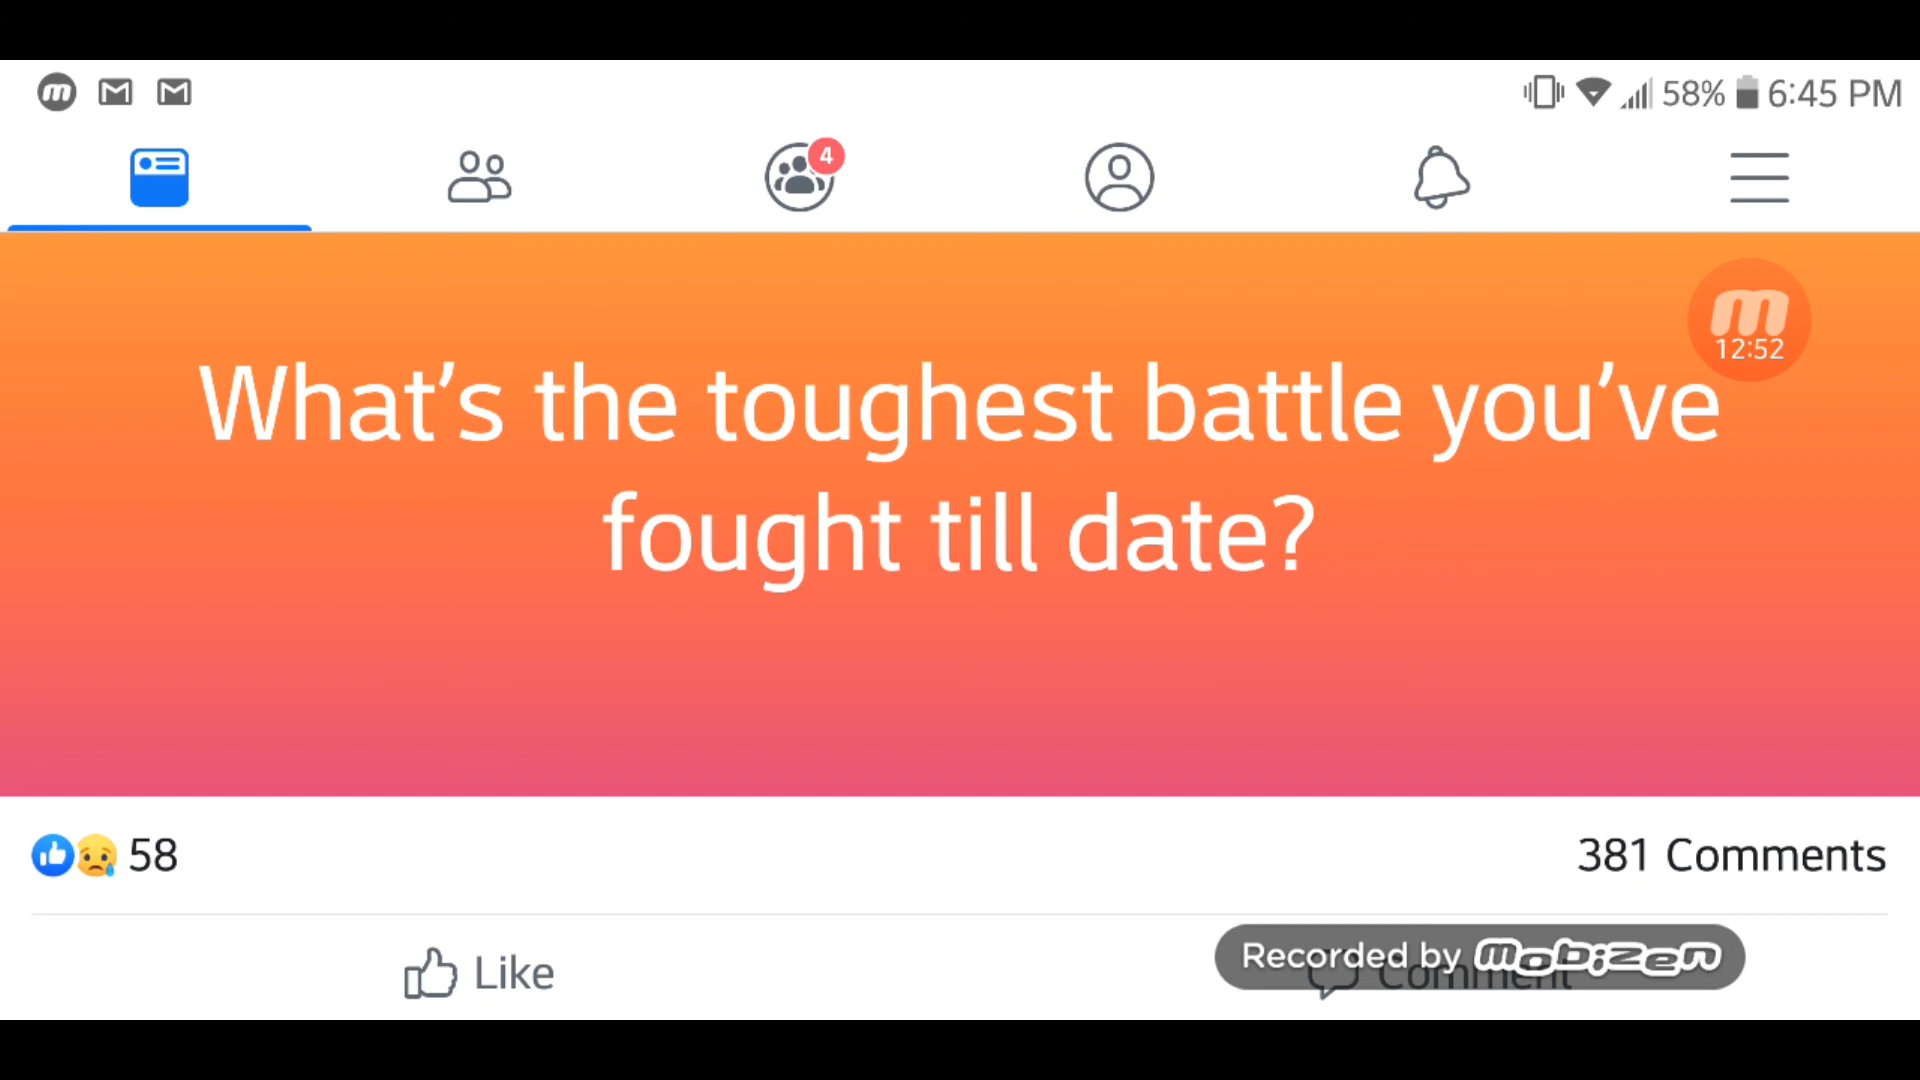 58% 6:45 PM
4
m
12:52
What's the toughest battle you've
fought till date?
58
381 Comments
Like
Comment
Recorded by mobizen